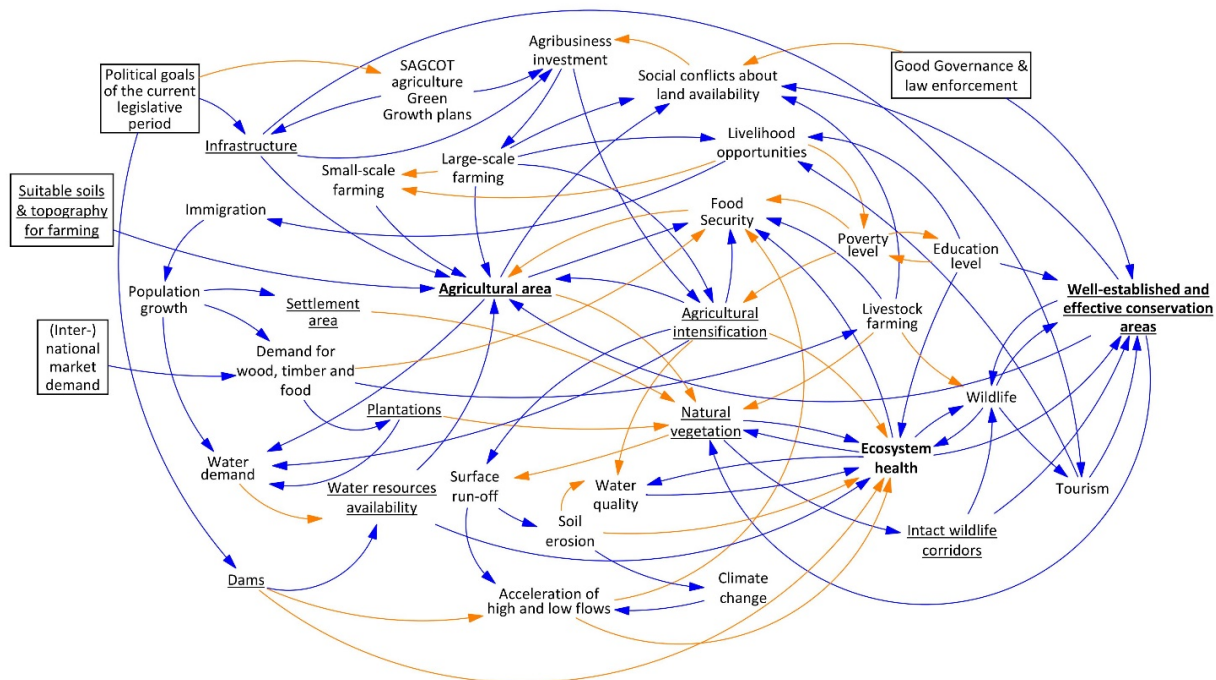 Political goals
of the current
legislative
period
SAGCOT
agriculture
Green
Growth plans
Agribusiness
investment
Social conflicts about
land availability
Good Governance &
law enforcement
Infrastructure
Small-scale
farming
Large-scale
farming
Livelihood
opportunities
Suitable soils
& topography
for farming
Immigration
Food
Security
Poverty
level
Education
level
Population
growth
Settlement
area
Agricultural area
Agricultural
intensification
Livestock
farming
Well-established and
effective conservation
areas
(Inter-)
national
market
demand
Demand for
wood, timber and
food
Plantations
Natural
vegetation
Wildlife
Water
demand
Water resources
availability
Surface
run-off
Water
quality
Ecosystem
health
Tourism
Soil
erosion
Intact wildlife
corridors
Dams
Acceleration of
high and low flows
Climate
change